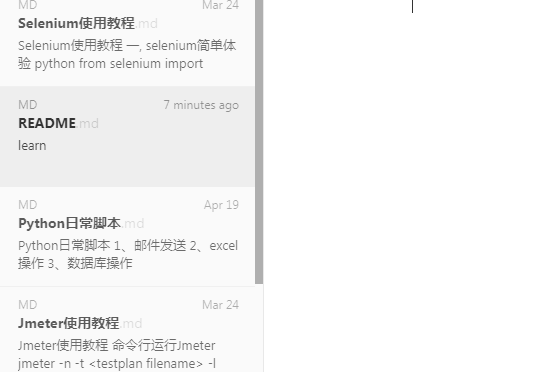 MD Mar 24
Selenium使用教程.md
Selenium使用教程 一, selenium简单体
验 python from selenium import
MD 7 minutes ago
README.md
learn
MD Apr 19
Python日常脚本.md
Python日常脚本 1、邮件发送 2、excel
操作 3、数据库操作
MD Mar 24
Jmeter使用教程.md
Jmeter使用教程 命令行运行Jmeter
jmeter -n -t <testplan filename> -l